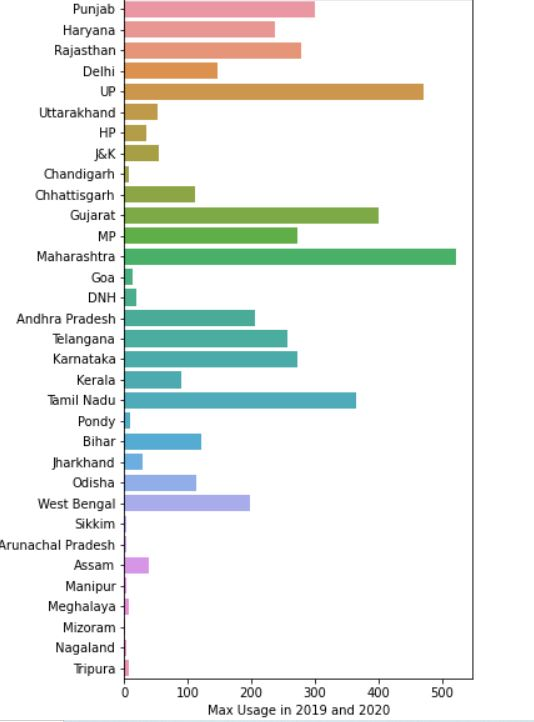 Punjab
Haryana
Rajasthan
Delhi
UP
Uttarakhand
HP
J&K
Chandigarh
Chhattisgarh
Gujarat
MP
Maharashtra
Goa
DNH
Andhra Pradesh
Telangana
Karnataka
Kerala
Tamil Nadu
Pondy
Bihar
Jharkhand
Odisha
West Bengal
Sikkim
Arunachal Pradesh
Assam
Manipur
Meghalaya
Mizoram
Nagaland
Tripura
0 100 200 300 400 500
Max Usage in 2019 and 2020